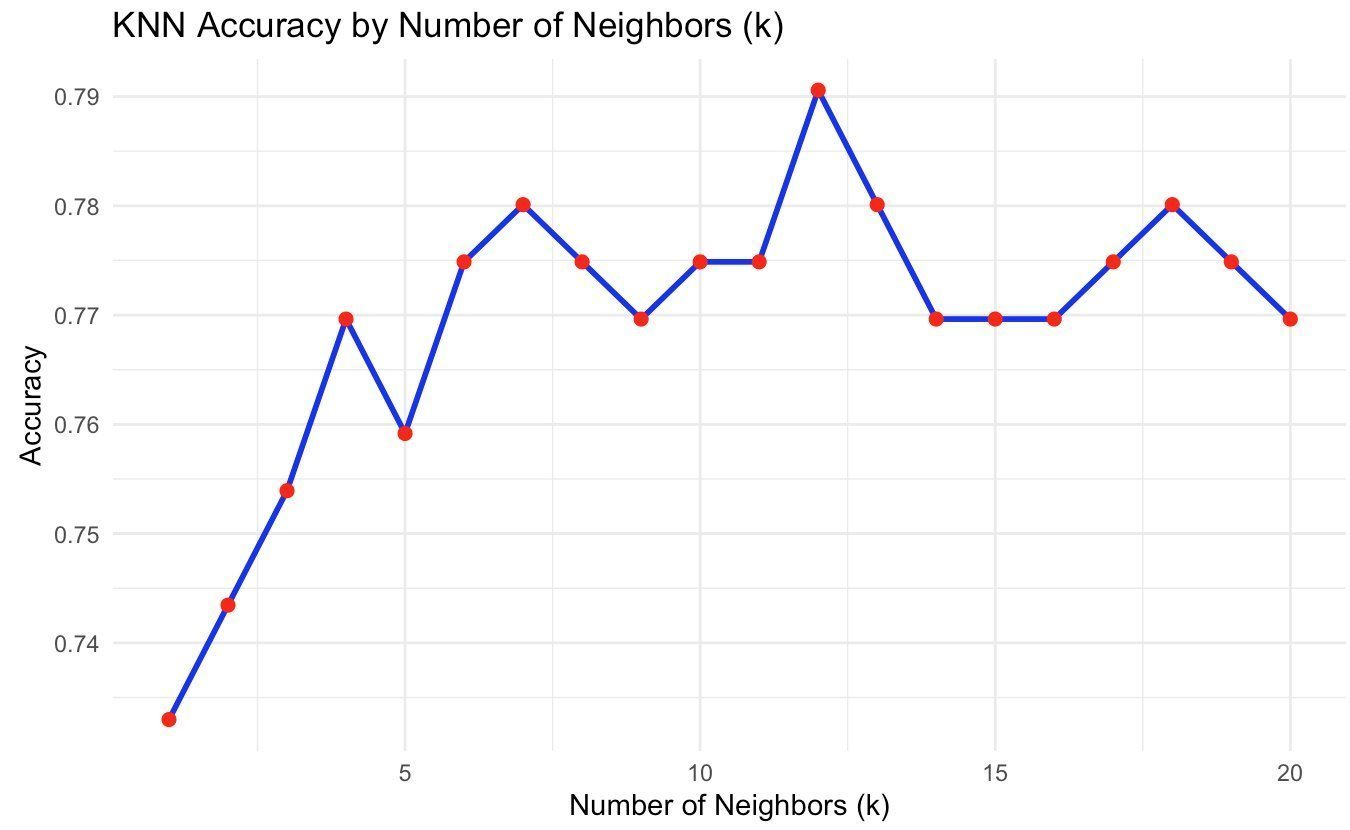 KNN Accuracy by Number of Neighbors (k)
0.79
0.78
0.77
0.76
0.75
0.74
Accuracy
5 10 15 20
Number of Neighbors (k)